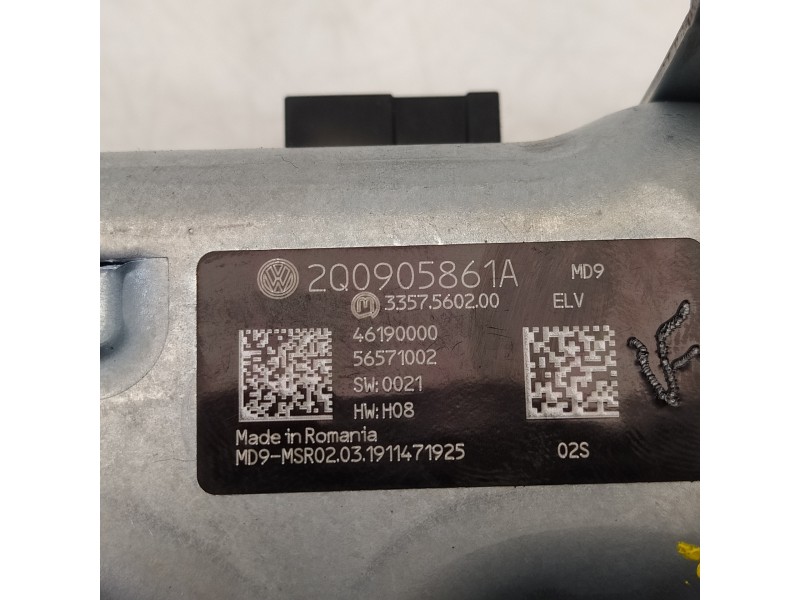 2Q0905861A MD9
3357.5602.00 ELV
46190000
56571002
SW:0021
HW:H08
Made in Romania
MD9-MSR02.03.1911471925 02S